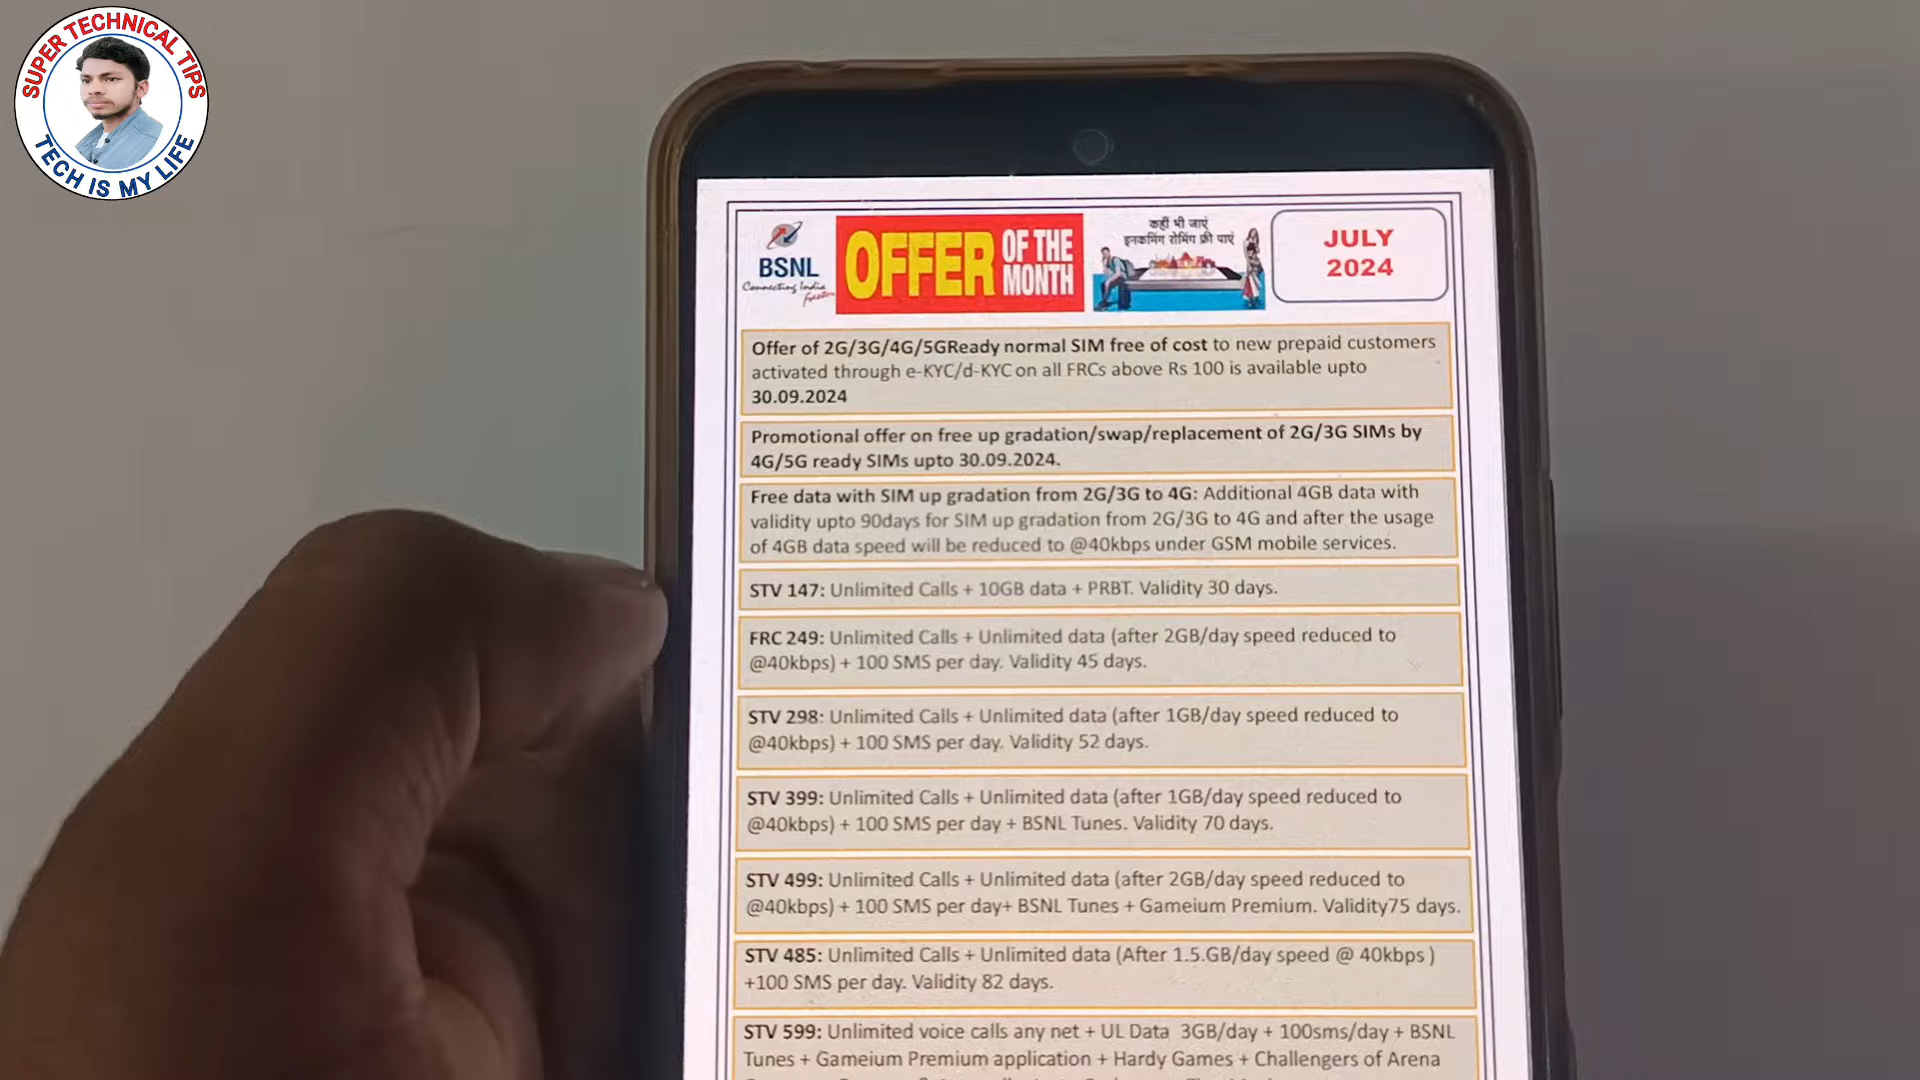 SUPER TECHNICAL TIPS
TECH IS MY LIFE
BSNL
Connecting India
Faster
OFFER OF THE MONTH
कहीं भी जाएं
इनकमिंग रोमिंग फ्री पाएं
JULY
2024
Offer of 2G/3G/4G/5GReady normal SIM free of cost to new prepaid customers
activated through e-KYC/d-KYC on all FRCs above Rs 100 is available upto
30.09.2024
Promotional offer on free up gradation/swap/replacement of 2G/3G SIMs by
4G/5G ready SIMs upto 30.09.2024.
Free data with SIM up gradation from 2G/3G to 4G: Additional 4GB data with
validity upto 90days for SIM up gradation from 2G/3G to 4G and after the usage
of 4GB data speed will be reduced to @40kbps under GSM mobile services.
STV 147: Unlimited Calls + 10GB data + PRBT. Validity 30 days.
FRC 249: Unlimited Calls + Unlimited data (after 2GB/day speed reduced to
@40kbps) + 100 SMS per day. Validity 45 days.
STV 298: Unlimited Calls + Unlimited data (after 1GB/day speed reduced to
@40kbps) + 100 SMS per day. Validity 52 days.
STV 399: Unlimited Calls + Unlimited data (after 1GB/day speed reduced to
@40kbps) + 100 SMS per day + BSNL Tunes. Validity 70 days.
STV 499: Unlimited Calls + Unlimited data (after 2GB/day speed reduced to
@40kbps) + 100 SMS per day+ BSNL Tunes + Gameium Premium. Validity75 days.
STV 485: Unlimited Calls + Unlimited data (After 1.5.GB/day speed @ 40kbps )
+100 SMS per day. Validity 82 days.
STV 599: Unlimited voice calls any net + UL Data 3GB/day + 100sms/day + BSNL
Tunes + Gameium Premium application + Hardy Games + Challengers of Arena